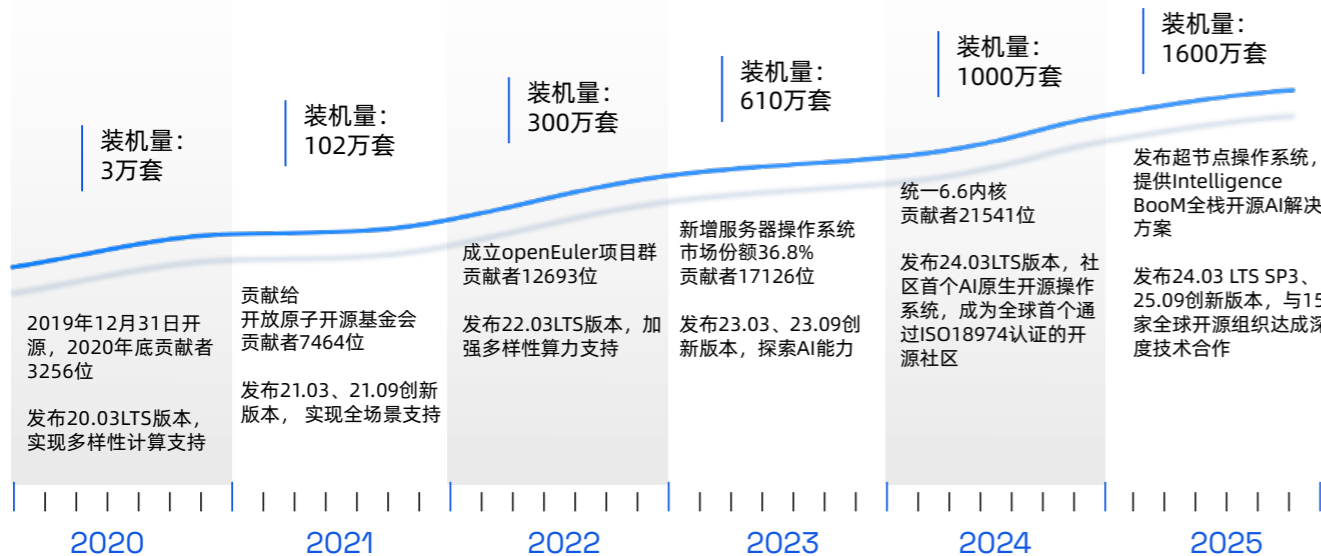 装机量：
3万套
2019年12月31日开
源，2020年底贡献者
3256位
发布20.03LTS版本，
实现多样性计算支持
2020
装机量：
102万套
贡献给
开放原子开源基金会
贡献者7464位
发布21.03、21.09创新
版本， 实现全场景支持
2021
装机量：
300万套
成立openEuler项目群
贡献者12693位
发布22.03LTS版本，加
强多样性算力支持
2022
装机量：
610万套
新增服务器操作系统
市场份额36.8%
贡献者17126位
发布23.03、23.09创
新版本，探索AI能力
2023
装机量：
1000万套
统一6.6内核
贡献者21541位
发布24.03LTS版本，社
区首个AI原生开源操作
系统，成为全球首个通
过ISO18974认证的开
源社区
2024
装机量：
1600万套
发布超节点操作系统，
提供Intelligence
BooM全栈开源AI解决
方案
发布24.03 LTS SP3、
25.09创新版本，与15
家全球开源组织达成深
度技术合作
2025